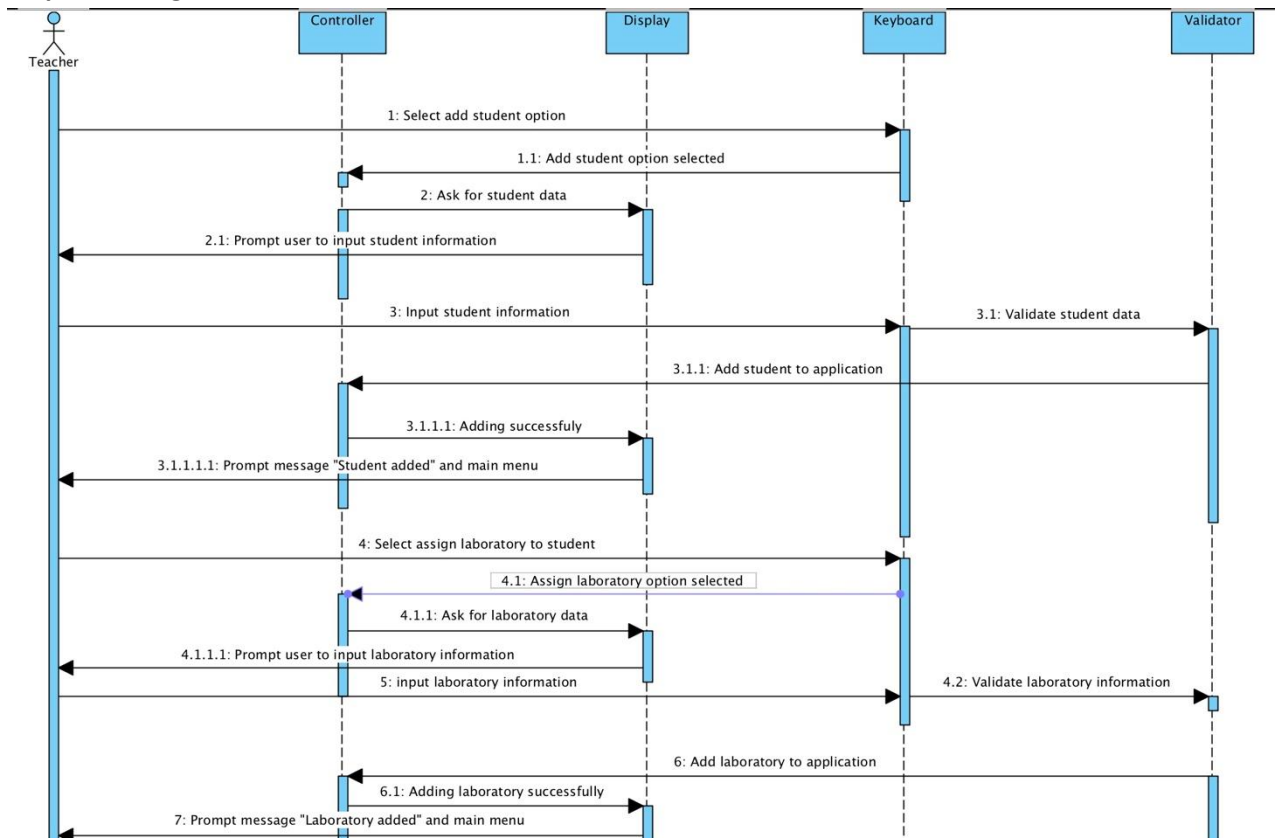 Controller
Display
Keyboard
Validator
Teacher
1: Select add student option
1.1: Add student option selected
2: Ask for student data
2.1: Prompt user to input student information
3: Input student information
3.1: Validate student data
3.1.1: Add student to application
3.1.1.1: Adding successfuly
3.1.1.1.1: Prompt message "Student added" and main menu
4: Select assign laboratory to student
4.1: Assign laboratory option selected
4.1.1: Ask for laboratory data
4.1.1.1: Prompt user to input laboratory information
5: input laboratory information
4.2: Validate laboratory information
6: Add laboratory to application
6.1: Adding laboratory successfully
7: Prompt message "Laboratory added" and main menu